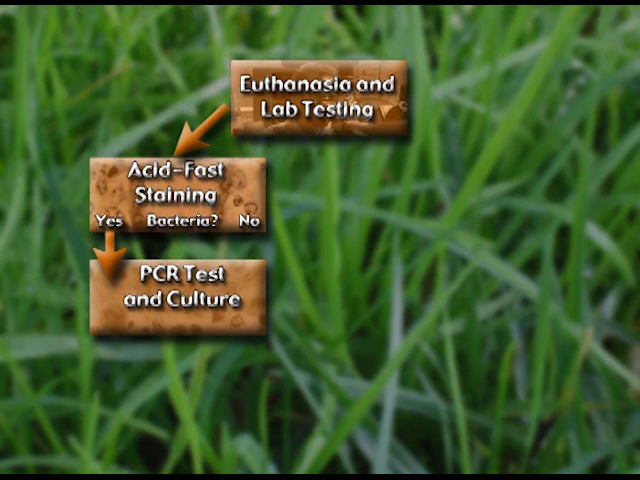 Euthanasia and
Lab Testing
Acid-Fast
Staining
Yes Bacteria? No
PCR Test
and Culture